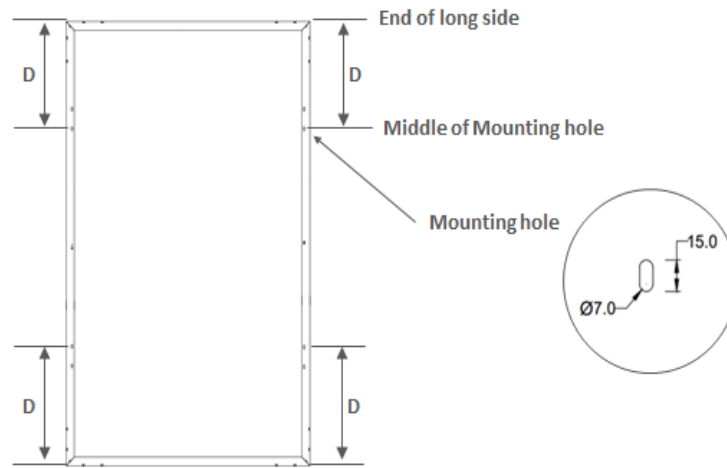 End of long side
D
D
Middle of Mounting hole
Mounting hole
15.0
Ø7.0
D
D